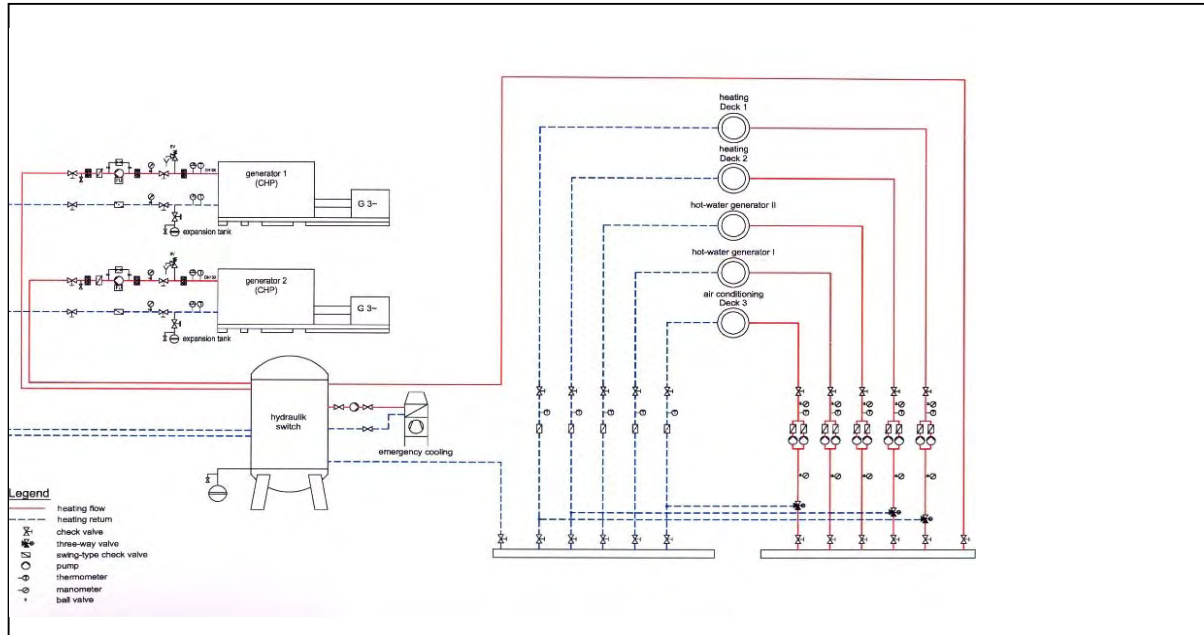 heating
Deck 1
heating
Deck 2
hot-water generator II
hot-water generator I
air conditioning
Deck 3
generator 1
(CHP)
G 3~
expansion tank
generator 2
(CHP)
G 3~
expansion tank
hydraulik
switch
emergency cooling
Legend
heating flow
heating return
check valve
three-way valve
swing-type check valve
pump
thermometer
manometer
ball valve